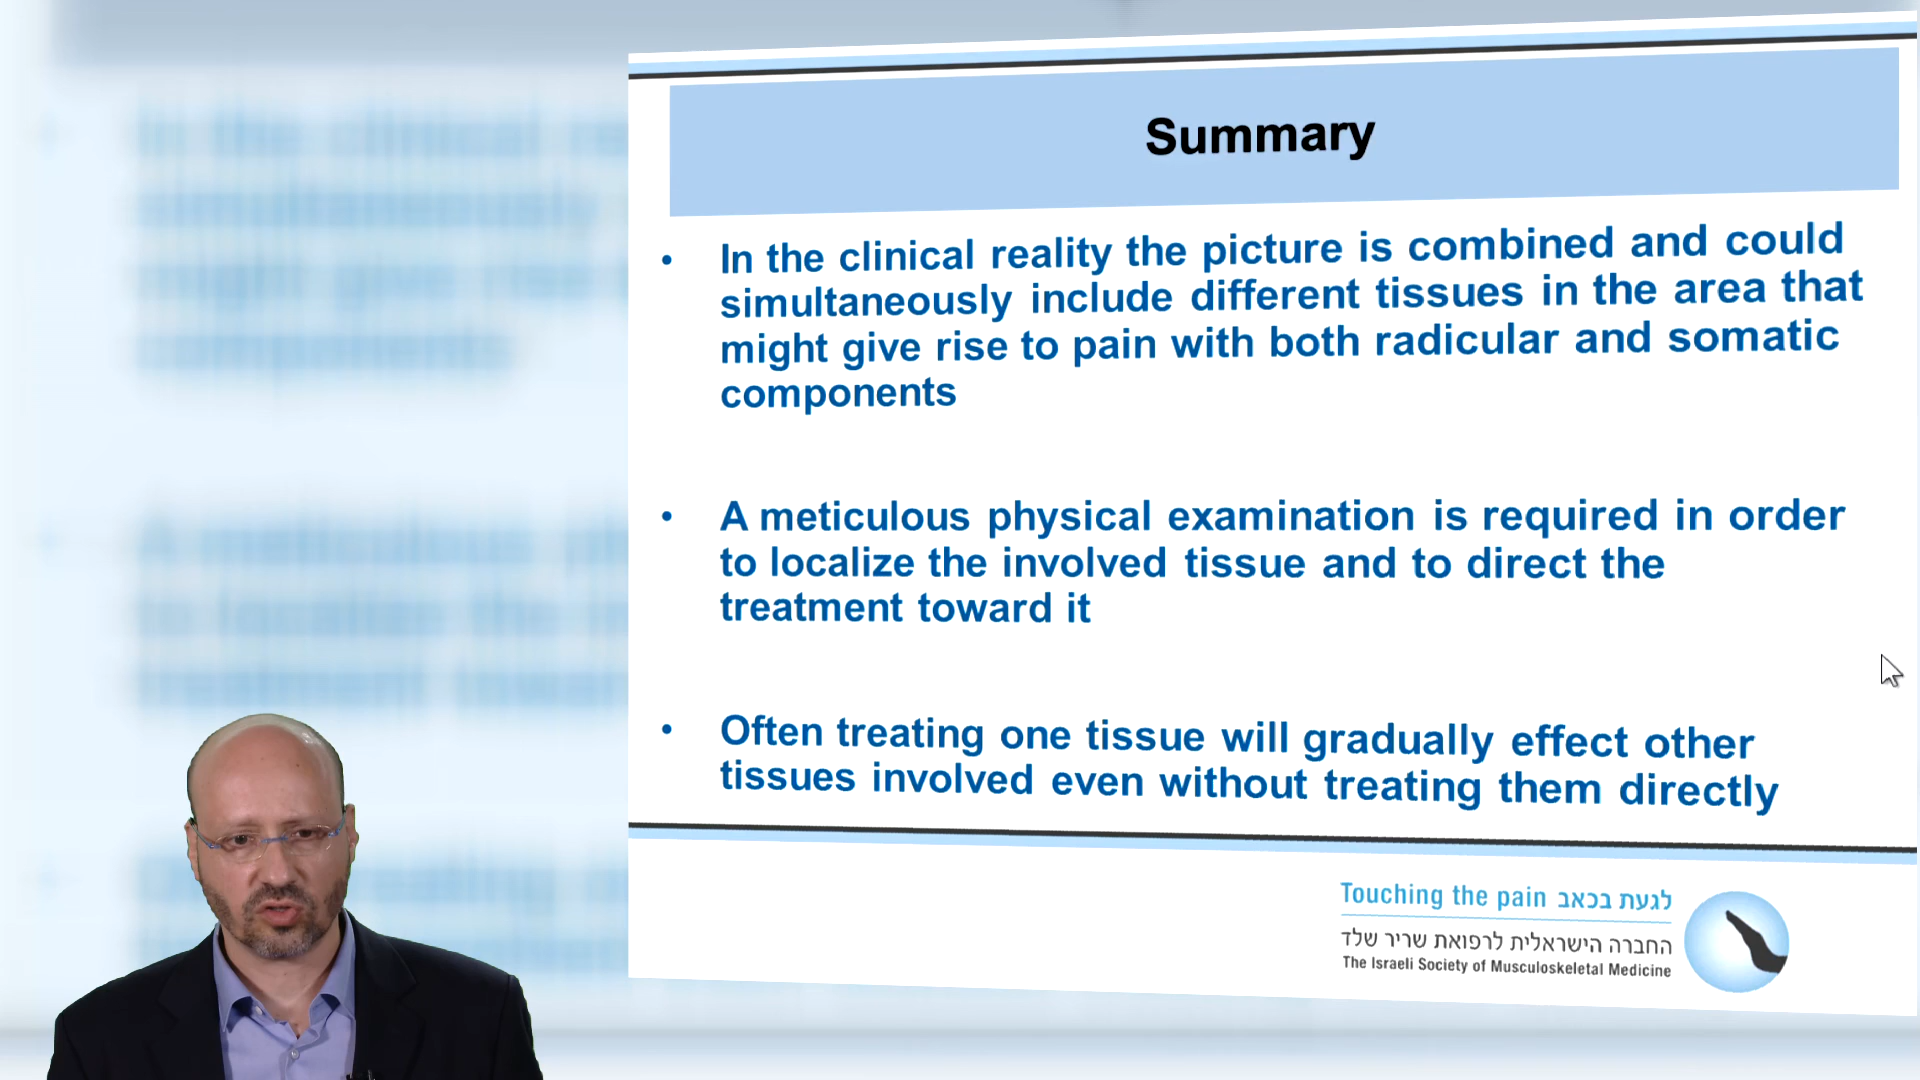 Summary
• In the clinical reality the picture is combined and could
simultaneously include different tissues in the area that
might give rise to pain with both radicular and somatic
components
• A meticulous physical examination is required in order
to localize the involved tissue and to direct the
treatment toward it
• Often treating one tissue will gradually effect other
tissues involved even without treating them directly
Touching the pain לגעת בכאב
החברה הישראלית לרפואת שריר שלד
The Israeli Society of Musculoskeletal Medicine